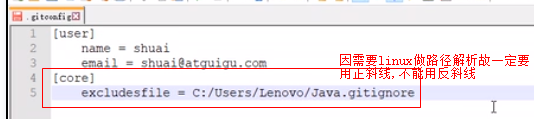 .gitconfig
1 [user]
2 name = shuai
3 email = shuai@atguigu.com
4 [core]
5 excludesfile = C:/Users/Lenovo/Java.gitignore
因需要linux做路径解析故一定要
用正斜线,不能用反斜线